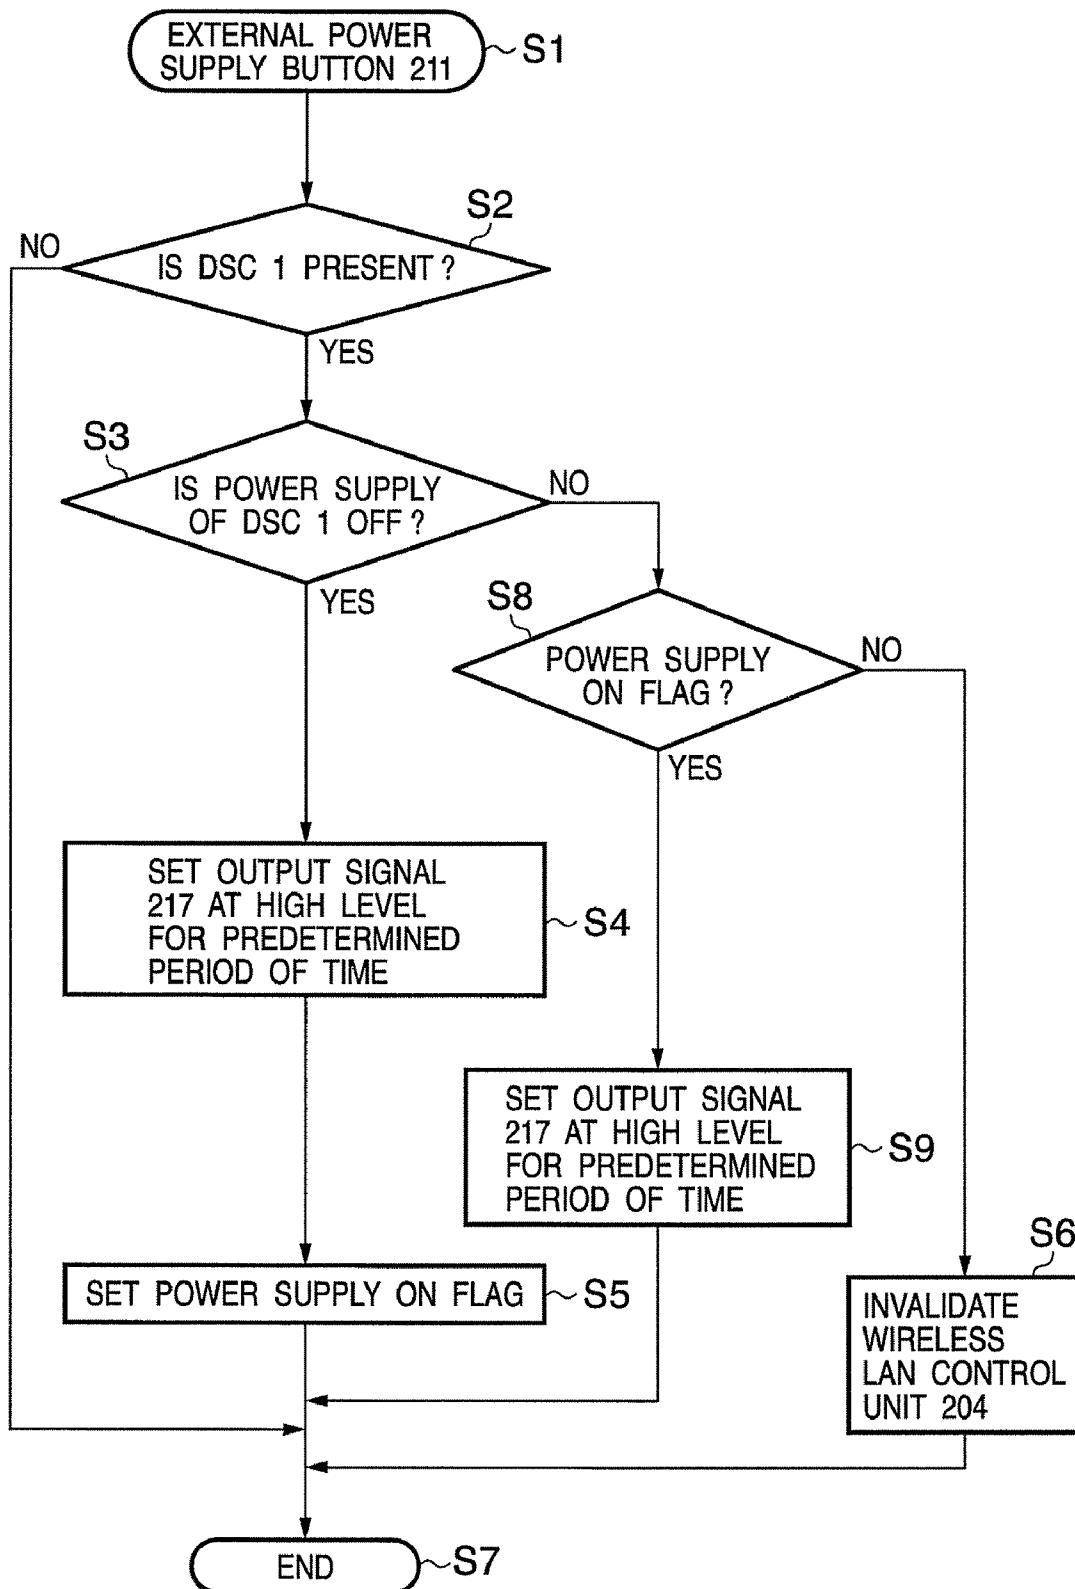 EXTERNAL POWER
SUPPLY BUTTON 211
S1
S2
NO
IS DSC 1 PRESENT?
YES
S3
IS POWER SUPPLY
OF DSC 1 OFF?
NO
YES
S8
POWER SUPPLY
ON FLAG?
NO
YES
SET OUTPUT SIGNAL
217 AT HIGH LEVEL
FOR PREDETERMINED
PERIOD OF TIME
S4
SET OUTPUT SIGNAL
217 AT HIGH LEVEL
FOR PREDETERMINED
PERIOD OF TIME
S9
SET POWER SUPPLY ON FLAG
S5
S6
INVALIDATE
WIRELESS
LAN CONTROL
UNIT 204
END
S7